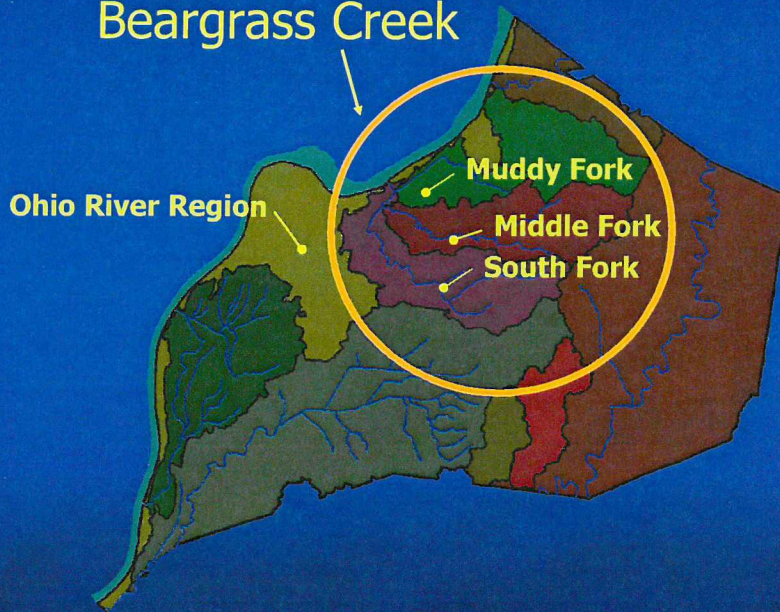 Beargrass Creek
Muddy Fork
Ohio River Region
Middle Fork
South Fork